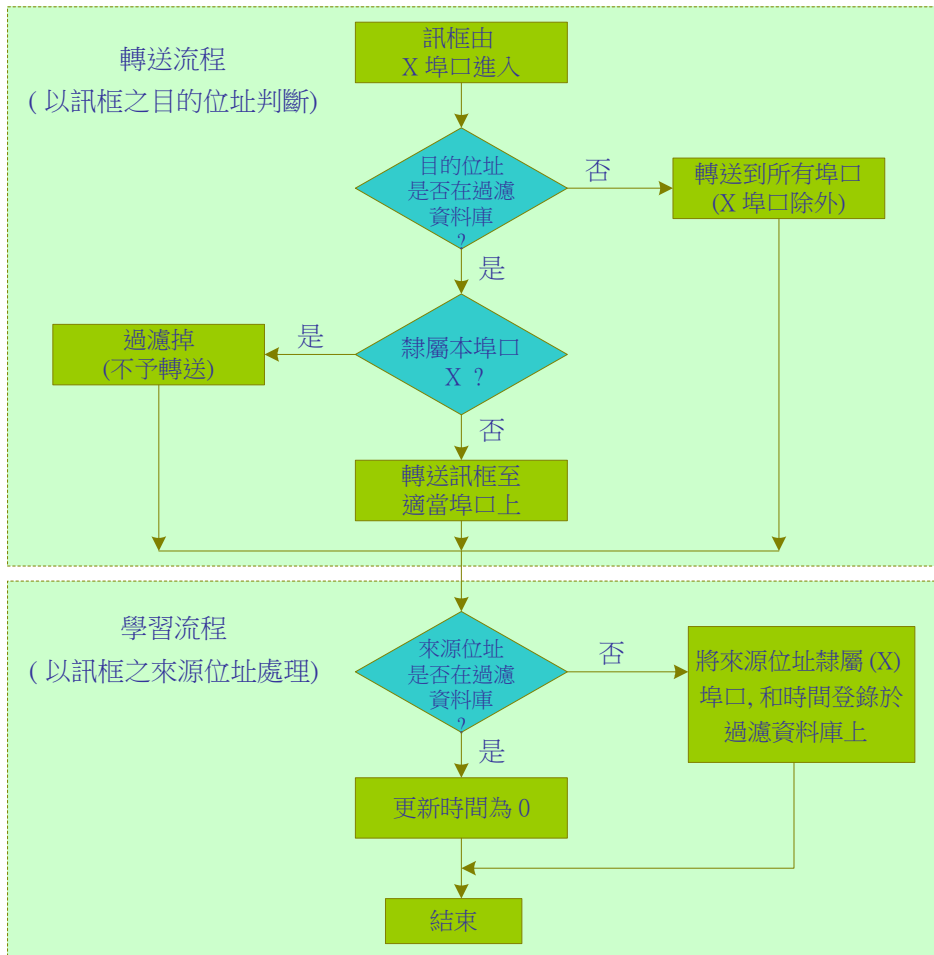 轉送流程
( 以訊框之目的位址判斷)
訊框由
X 埠口進入
目的位址
是否在過濾
資料庫
?
否
轉送到所有埠口
(X 埠口除外)
是
隸屬本埠口
X ?
是
過濾掉
(不予轉送)
否
轉送訊框至
適當埠口上
學習流程
( 以訊框之來源位址處理)
來源位址
是否在過濾
資料庫
?
否
將來源位址隸屬 (X)
埠口, 和時間登錄於
過濾資料庫上
是
更新時間為 0
結束